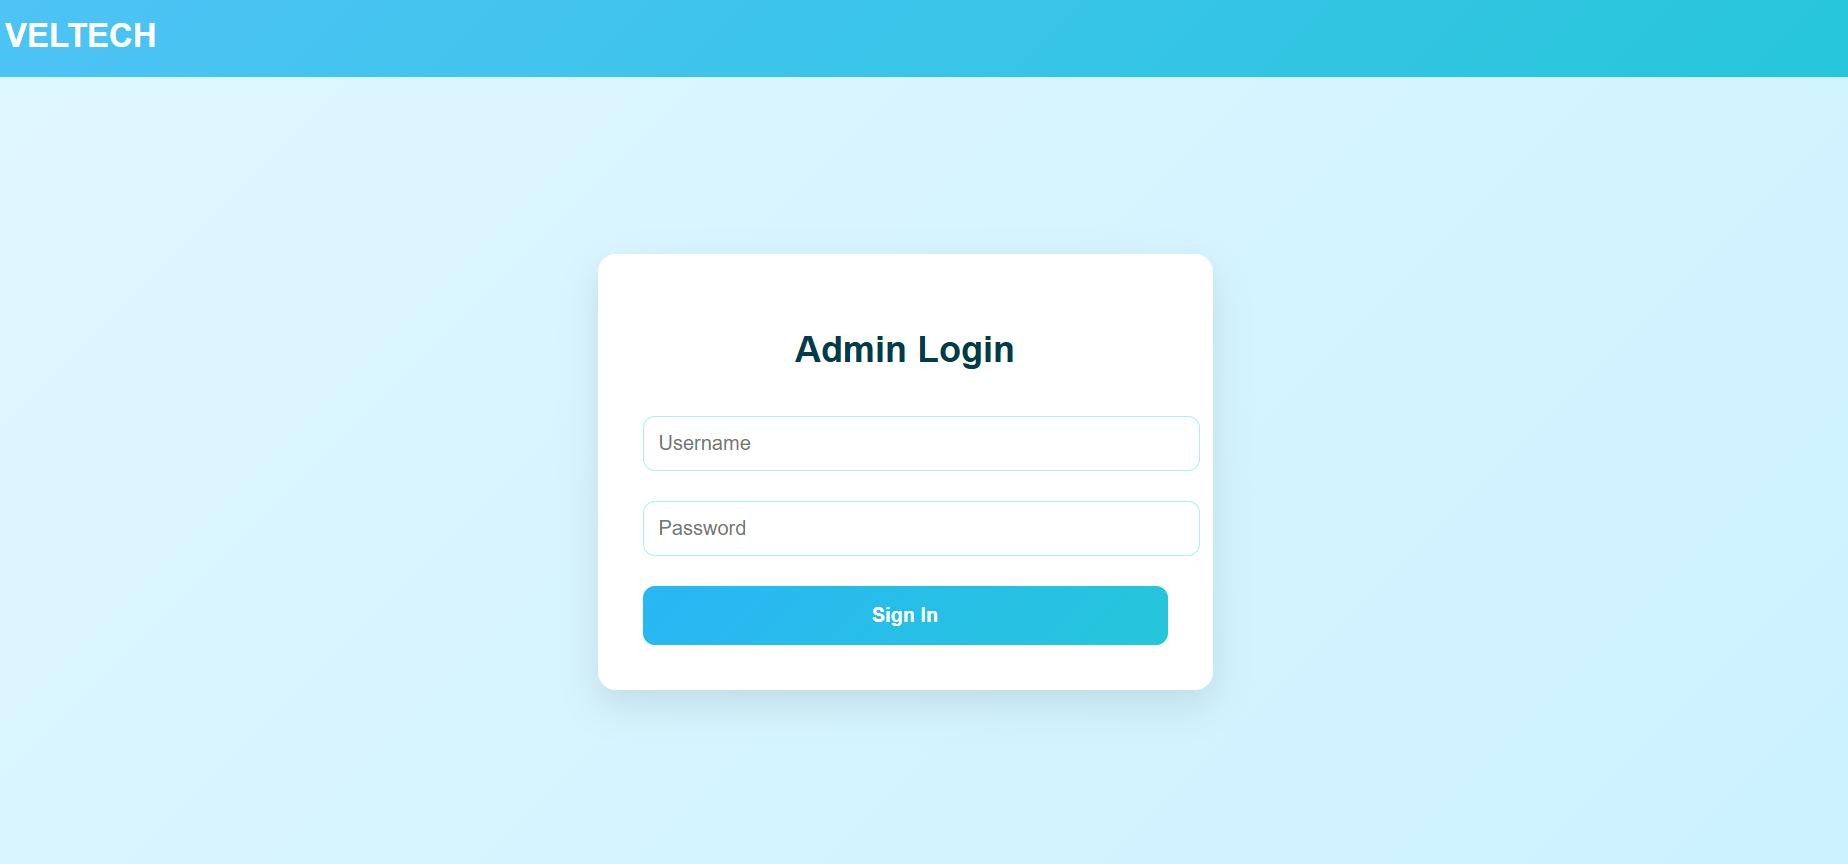 VELTECH
Admin Login
Username
Password
Sign In